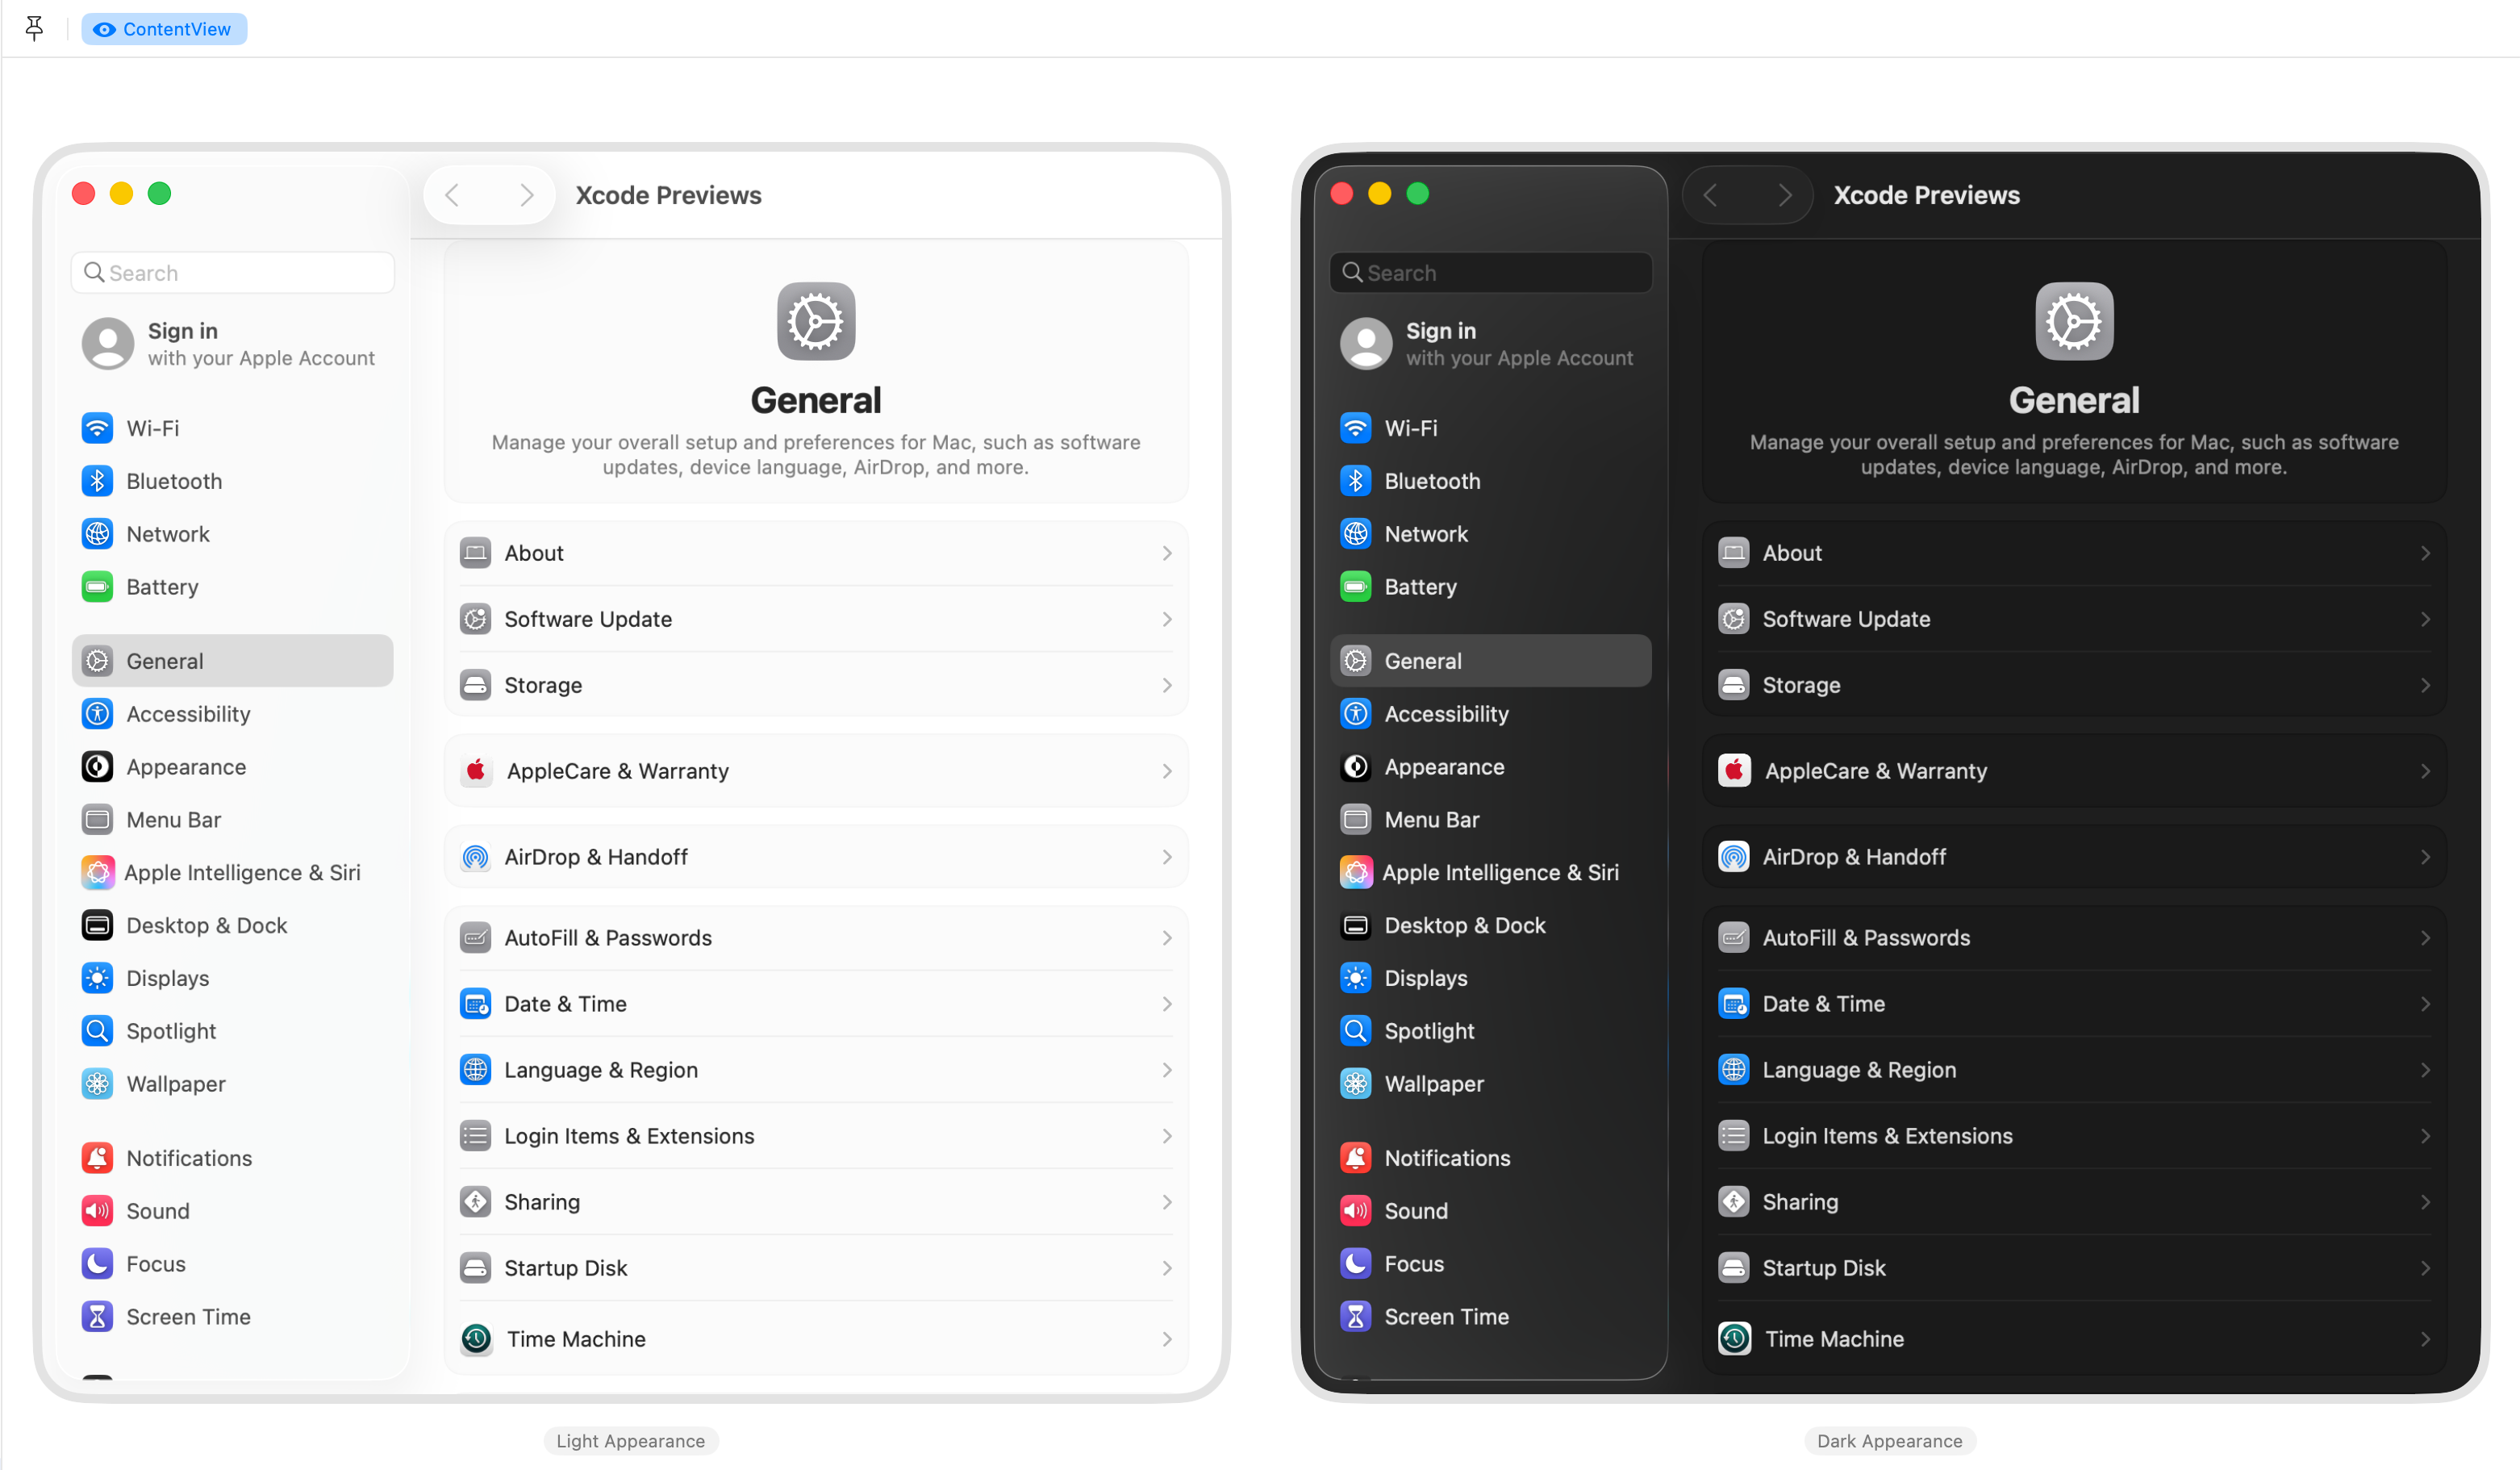 ContentView
Xcode Previews
Search
Sign in
with your Apple Account
Wi-Fi
Bluetooth
Network
Battery
General
Accessibility
Appearance
Menu Bar
Apple Intelligence & Siri
Desktop & Dock
Displays
Spotlight
Wallpaper
Notifications
Sound
Focus
Screen Time
General
Manage your overall setup and preferences for Mac, such as software
updates, device language, AirDrop, and more.
About
Software Update
Storage
AppleCare & Warranty
AirDrop & Handoff
AutoFill & Passwords
Date & Time
Language & Region
Login Items & Extensions
Sharing
Startup Disk
Time Machine
Light Appearance
Xcode Previews
Search
Sign in
with your Apple Account
Wi-Fi
Bluetooth
Network
Battery
General
Accessibility
Appearance
Menu Bar
Apple Intelligence & Siri
Desktop & Dock
Displays
Spotlight
Wallpaper
Notifications
Sound
Focus
Screen Time
General
Manage your overall setup and preferences for Mac, such as software
updates, device language, AirDrop, and more.
About
Software Update
Storage
AppleCare & Warranty
AirDrop & Handoff
AutoFill & Passwords
Date & Time
Language & Region
Login Items & Extensions
Sharing
Startup Disk
Time Machine
Dark Appearance